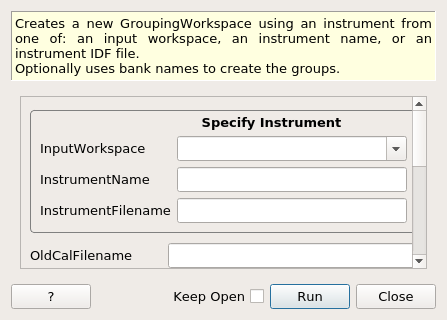 Creates a new GroupingWorkspace using an instrument from
one of: an input workspace, an instrument name, or an
instrument IDF file.
Optionally uses bank names to create the groups.
Specify Instrument
InputWorkspace
InstrumentName
InstrumentFilename
OldCalFilename
?
Keep Open
Run
Close